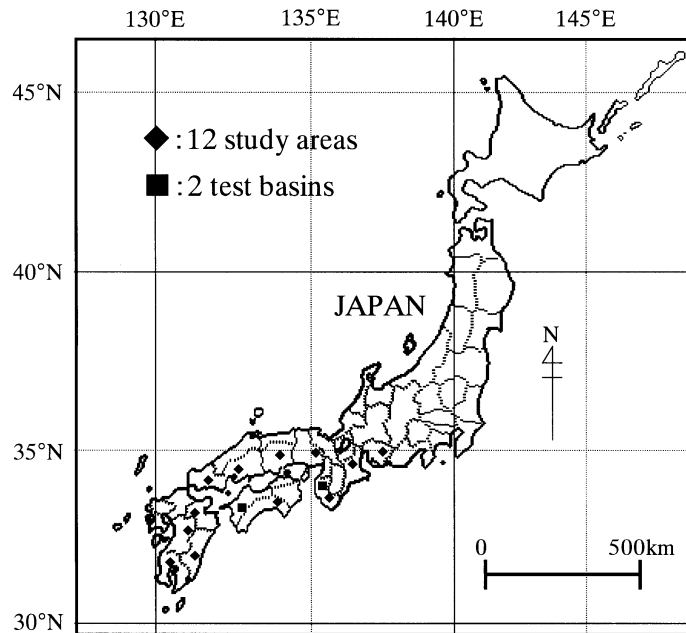 130°E 135°E 140°E 145°E
45°N
: 12 study areas
: 2 test basins
40°N
JAPAN
N
35°N
0 500km
30°N